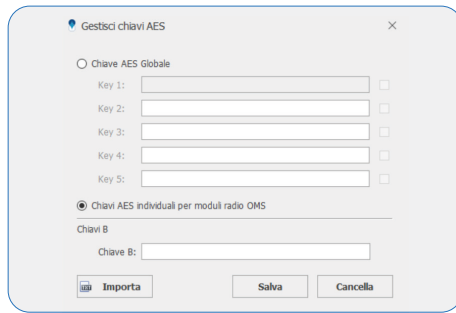 Gestisci chiavi AES
Chiave AES Globale
Key 1:
Key 2:
Key 3:
Key 4:
Key 5:
Chiavi AES individuali per moduli radio OMS
Chiavi B
Chiave B:
Importa Salva Cancella